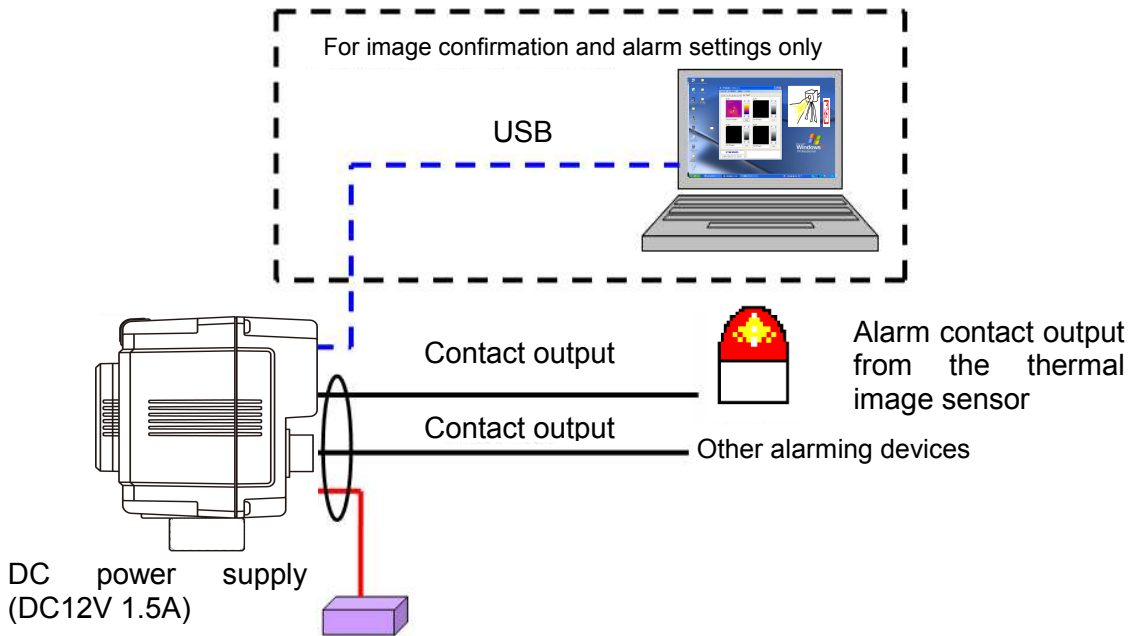 For image confirmation and alarm settings only
USB
Windows
Contact output
Alarm contact output
from the thermal
image sensor
Contact output
Other alarming devices
DC power supply
(DC12V 1.5A)